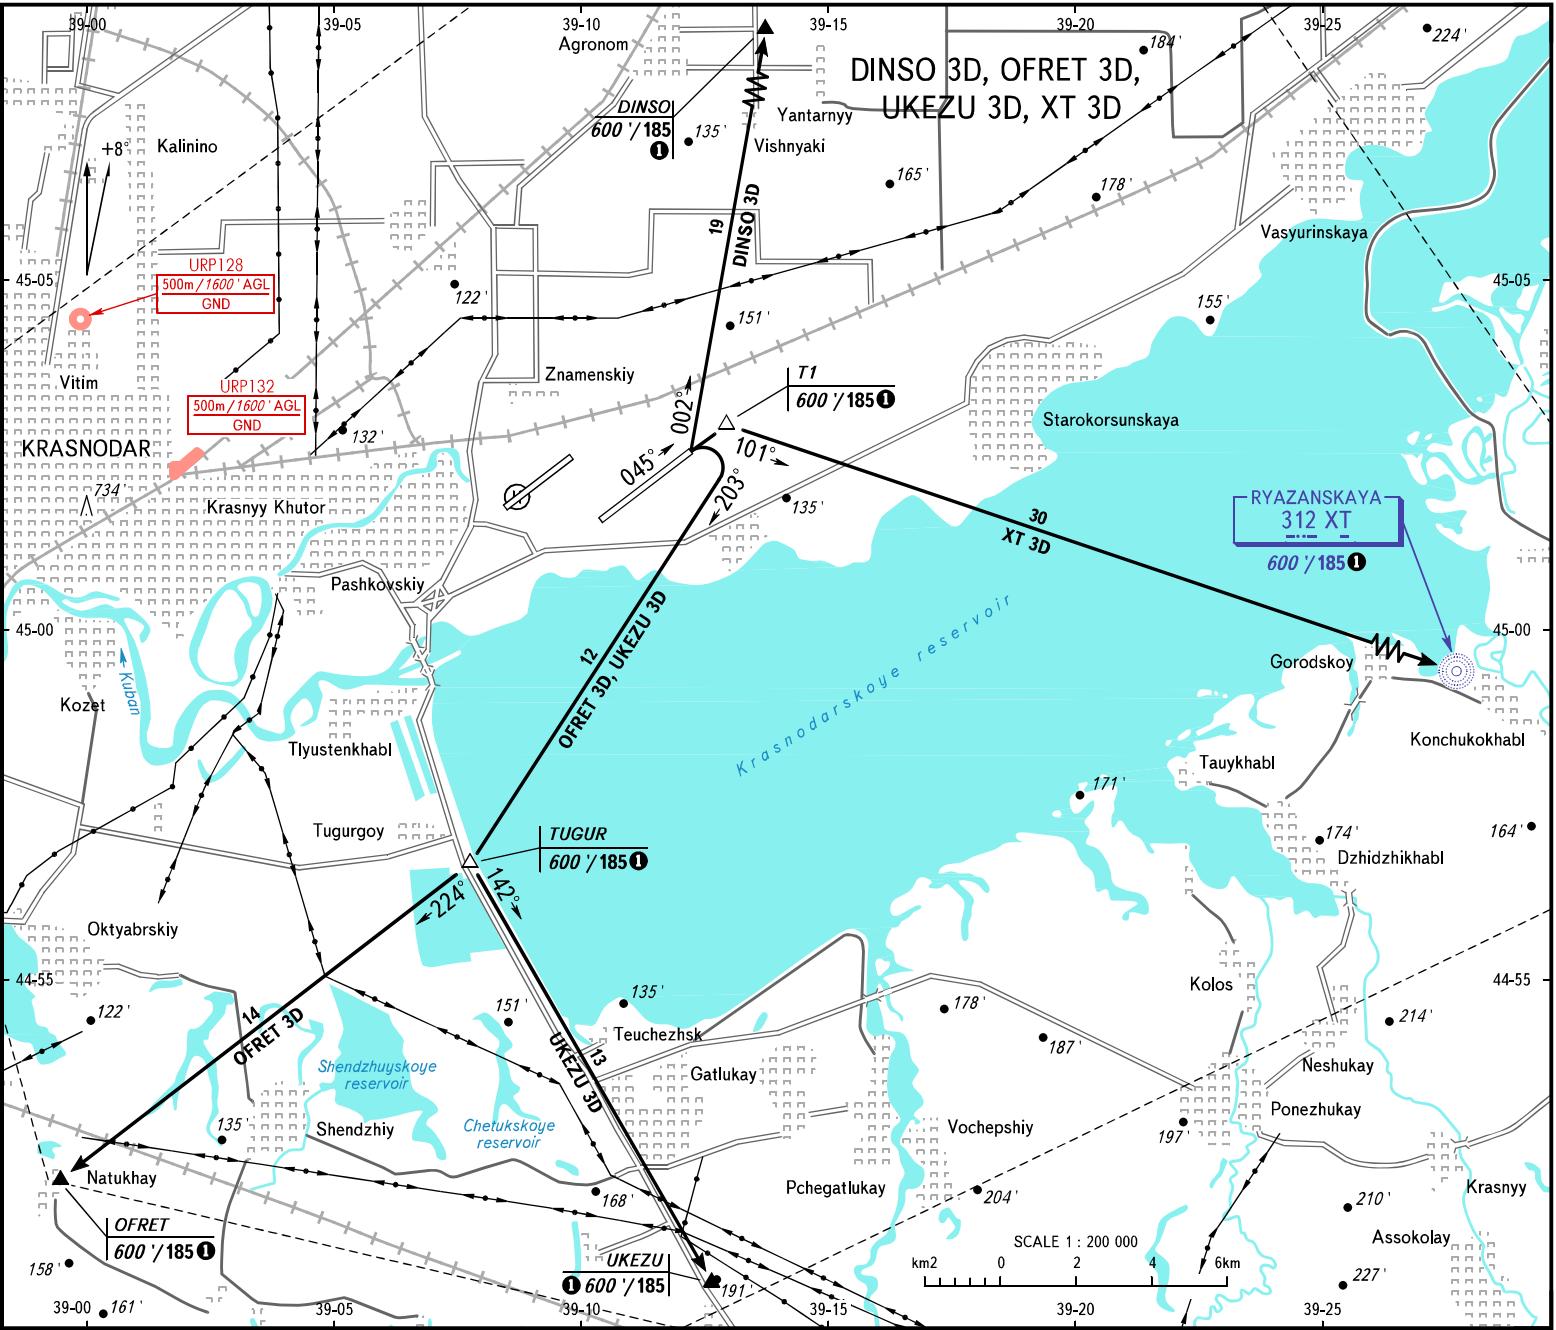 39-00
39-05
39-10
39-15
39-20
39-25
Agronom
184'
224'
DINSO 3D, OFRET 3D,
UKEZU 3D, XT 3D
DINSO
600'/185
1
135'
Yantarnyy
Vishnyaki
Kalinino
+8°
165'
178'
19
DINSO 3D
Vasyurinskaya
URP128
500m/1600' AGL
GND
45-05
45-05
122'
151'
155'
Vitim
URP132
500m/1600' AGL
GND
Znamenskiy
T1
600'/185 1
002°
Starokorsunskaya
132'
KRASNODAR
045°
101°
203°
734'
Krasnyy Khutor
135'
RYAZANSKAYA
312 XT
600'/185 1
30
XT 3D
Pashkovskiy
45-00
45-00
12
OFRET 3D, UKEZU 3D
Krasnodarskoye reservoir
Gorodskoy
Kuban
Kozet
Tlyustenkhabl
Konchukokhabl
Tauykhabl
171'
Tugurgoy
TUGUR
600'/185 1
174'
164'
Dzhidzhikhabl
224°
142°
Oktyabrskiy
44-55
44-55
Kolos
122'
14
OFRET 3D
151'
135'
Teuchezhsk
178'
214'
13
UKEZU 3D
187'
Shendzhuyskoye
reservoir
Gatlukay
Neshukay
Ponezhukay
135'
Shendzhiy
Chetukskoye
reservoir
Vochepshiy
197'
Natukhay
168'
Pchegatlukay
204'
Krasnyy
210'
OFRET
600'/185 1
Assokolay
158'
UKEZU
1 600'/185
191'
SCALE 1 : 200 000
km2 0 2 4 6km
227'
161'
39-00
39-05
39-10
39-15
39-20
39-25